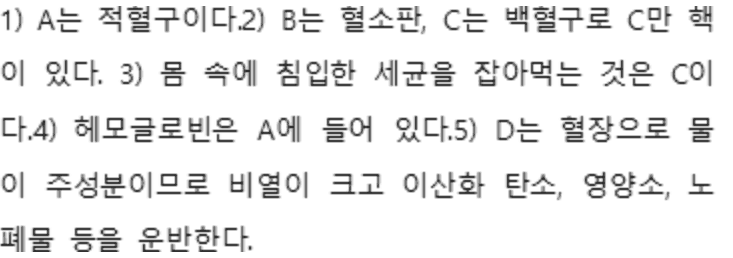 1) A는 적혈구이다.2) B는 혈소판, C는 백혈구로 C만 핵
이 있다. 3) 몸 속에 침입한 세균을 잡아먹는 것은 C이
다.4) 헤모글로빈은 A에 들어 있다.5) D는 혈장으로 물
이 주성분이므로 비열이 크고 이산화 탄소, 영양소, 노
폐물 등을 운반한다.